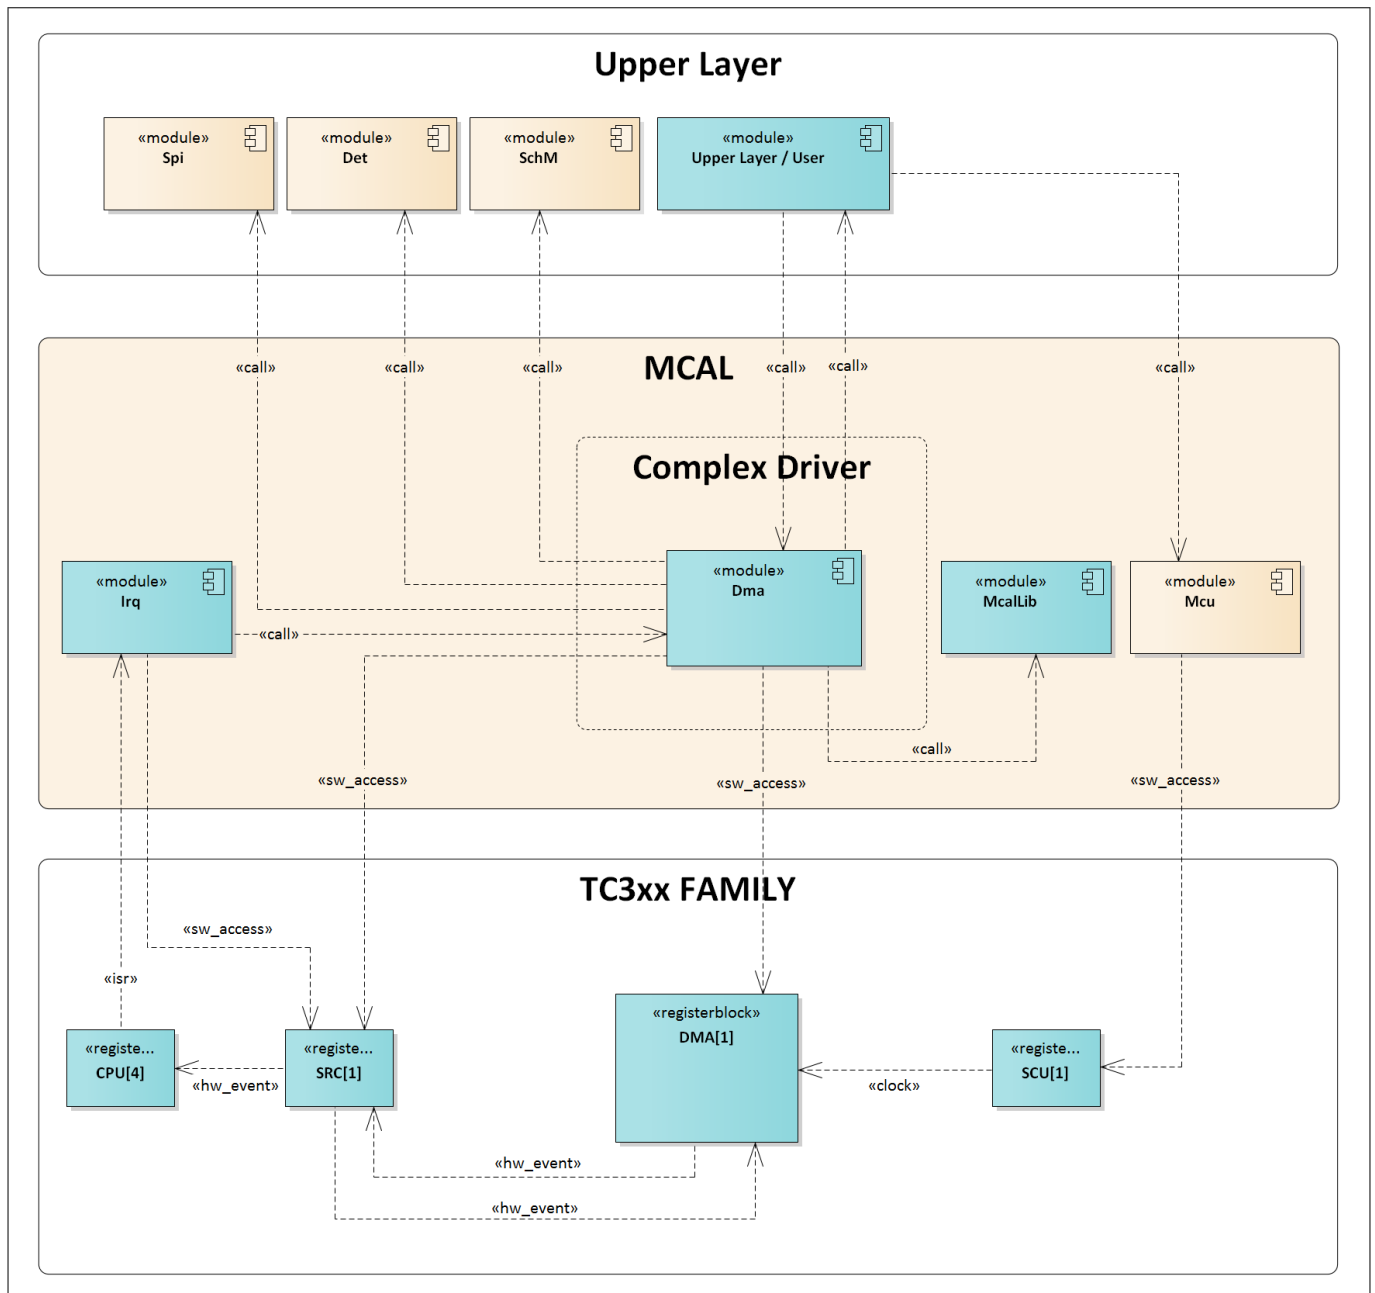 Upper Layer
«module»
Spi
«module»
Det
«module»
SchM
«module»
Upper Layer / User
«call»
«call»
«call»
MCAL
«call»
«call»
«call»
Complex Driver
«module»
Irq
«module»
Dma
«module»
McalLib
«module»
Mcu
«call»
«call»
«sw_access»
«sw_access»
«sw_access»
TC3xx FAMILY
«sw_access»
«isr»
«registerblock»
DMA[1]
«registe...
CPU[4]
«registe...
SRC[1]
«registe...
SCU[1]
«hw_event»
«clock»
«hw_event»
«hw_event»